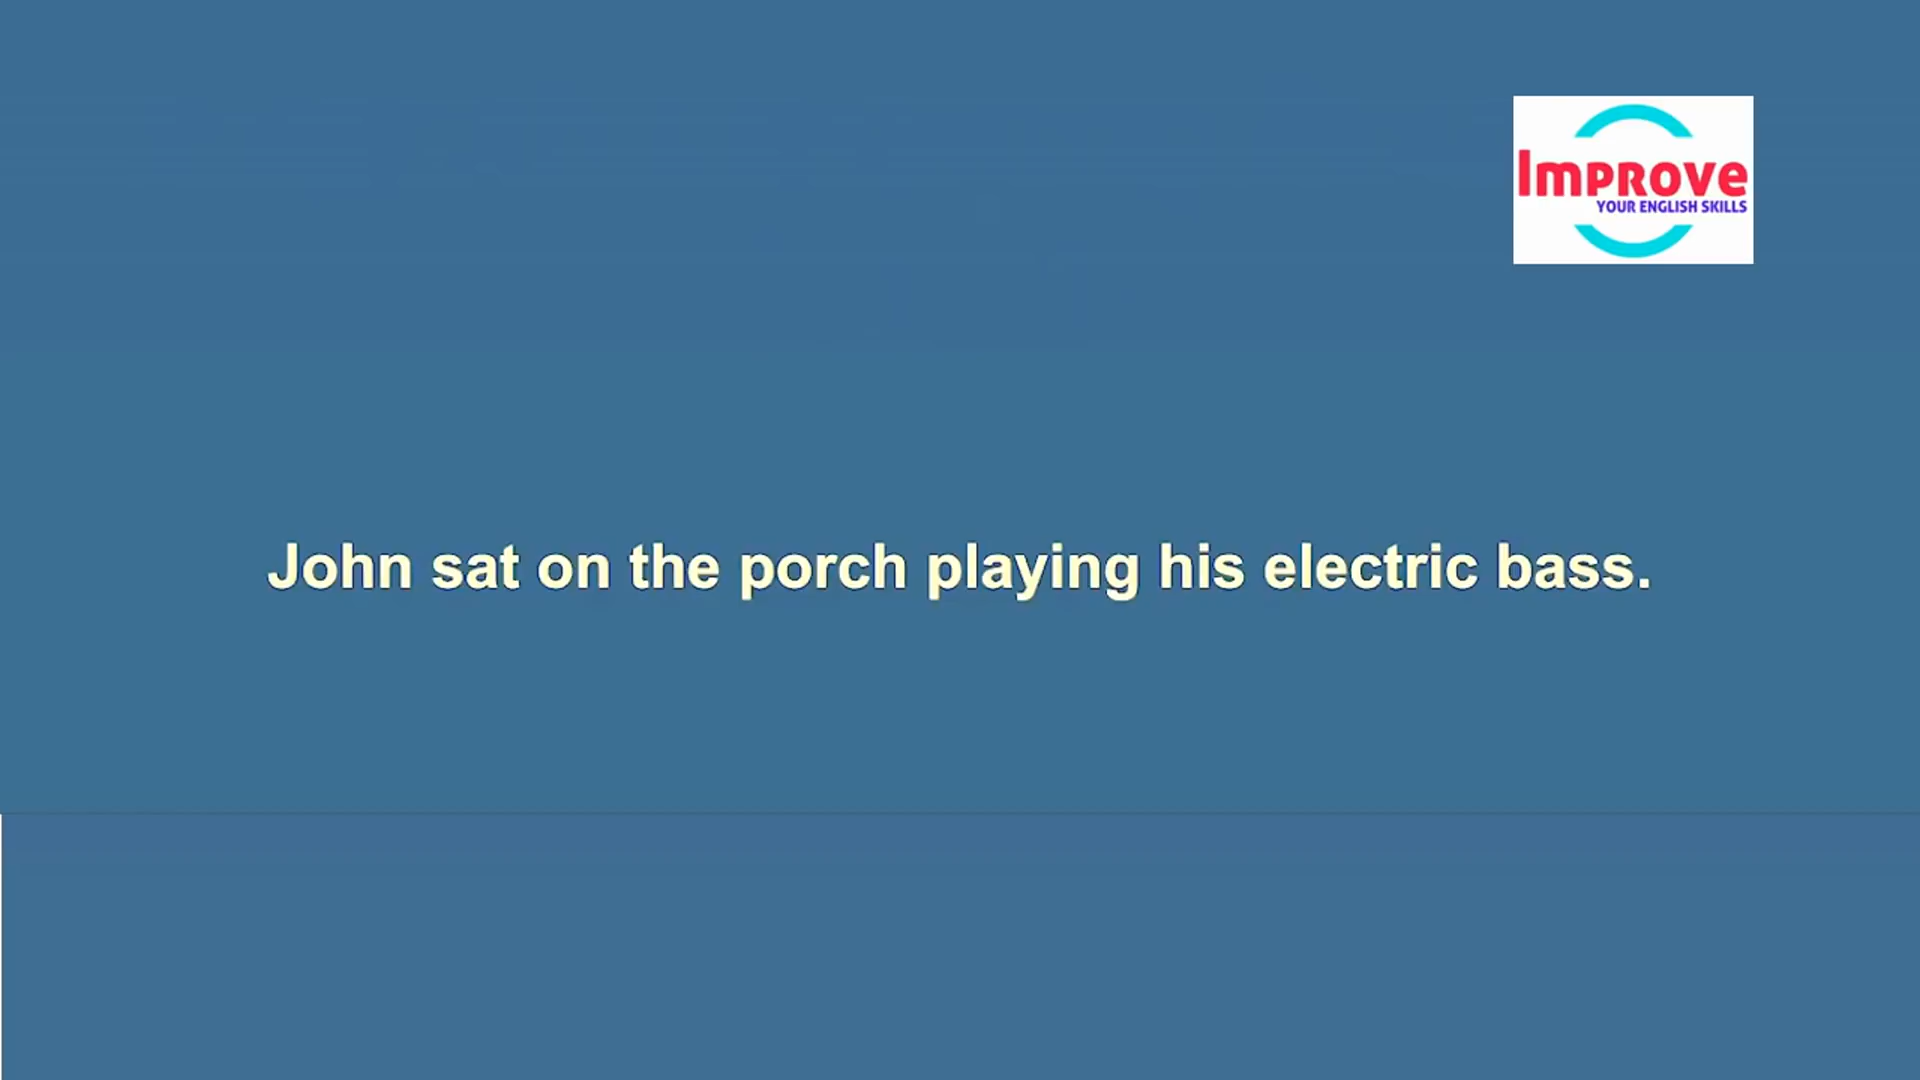 Improve
YOUR ENGLISH SKILLS
John sat on the porch playing his electric bass.